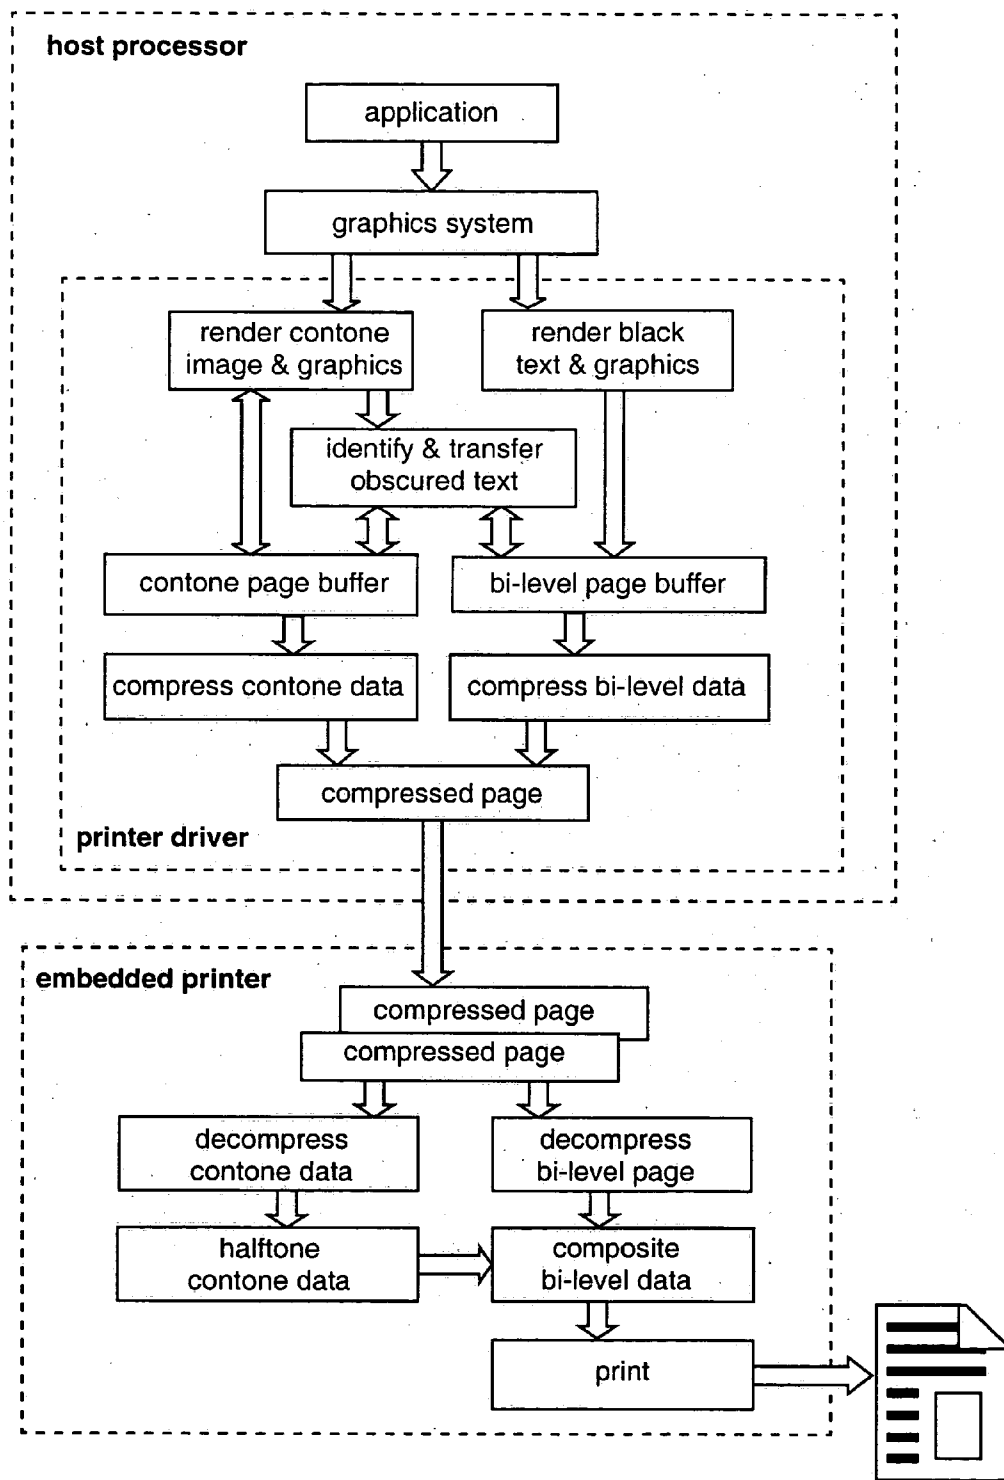 host processor
application
graphics system
render contone
image & graphics
render black
text & graphics
identify & transfer
obscured text
contone page buffer
bi-level page buffer
compress contone data
compress bi-level data
compressed page
printer driver
embedded printer
compressed page
compressed page
decompress
contone data
decompress
bi-level page
halftone
contone data
composite
bi-level data
print